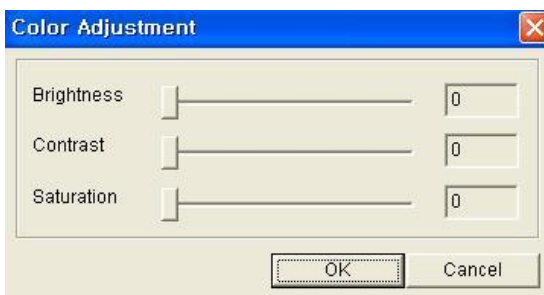 Color Adjustment
Brightness 0
Contrast 0
Saturation 0
OK Cancel